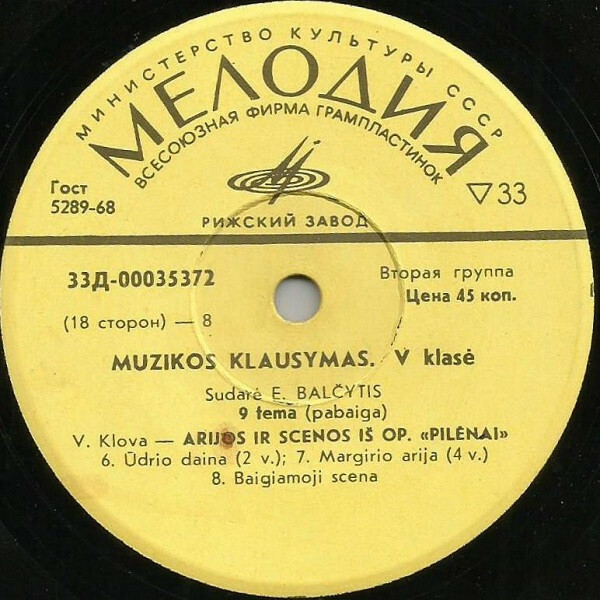 МИНИСТЕРСТВО КУЛЬТУРЫ СССР
МЕЛОДИЯ
ВСЕСОЮЗНАЯ ФИРМА ГРАМПЛАСТИНОК
Гост
5289-68
▽33
РИЖСКИЙ ЗАВОД
33Д-00035372
Вторая группа
Цена 45 коп.
(18 сторон) — 8
MUZIKOS KLAUSYMAS. V klasė
Sudarė E. BALČYTIS
9 tema (pabaiga)
V. Klova — ARIJOS IR SCENOS IŠ OP. «PILĖNAI»
6. Ūdrio daina (2 v.); 7. Margirio arija (4 v.)
8. Baigiamoji scena